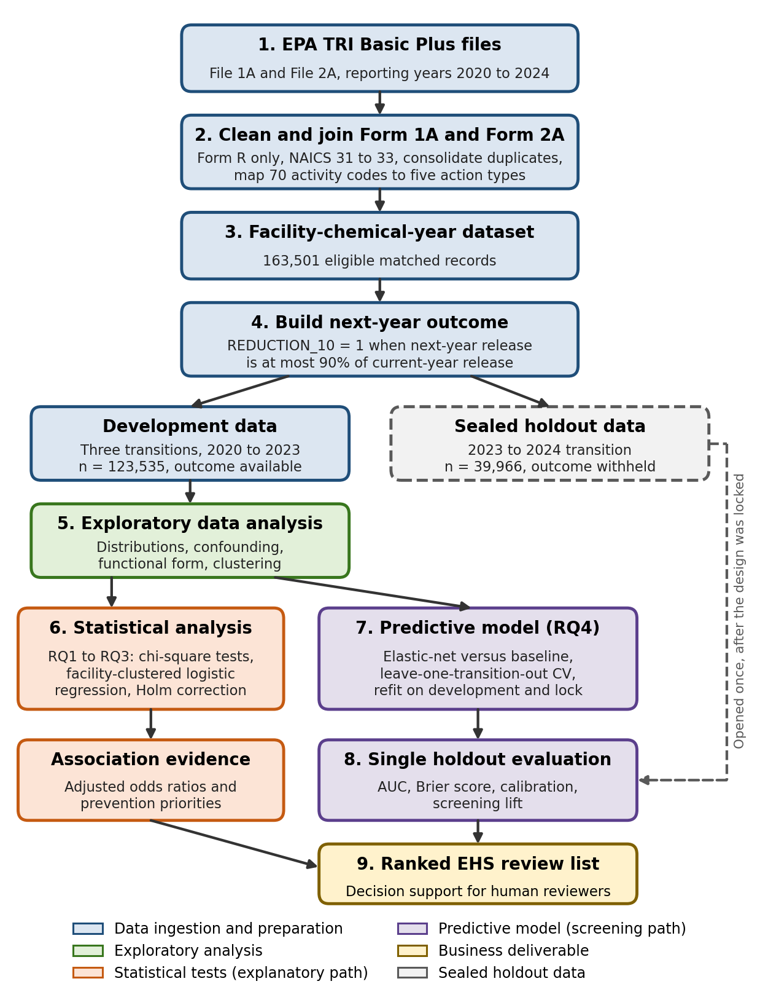 1. EPA TRI Basic Plus files
File 1A and File 2A, reporting years 2020 to 2024
2. Clean and join Form 1A and Form 2A
Form R only, NAICS 31 to 33, consolidate duplicates,
map 70 activity codes to five action types
3. Facility-chemical-year dataset
163,501 eligible matched records
4. Build next-year outcome
REDUCTION_10 = 1 when next-year release
is at most 90% of current-year release
Development data
Three transitions, 2020 to 2023
n = 123,535, outcome available
Sealed holdout data
2023 to 2024 transition
n = 39,966, outcome withheld
Opened once, after the design was locked
5. Exploratory data analysis
Distributions, confounding,
functional form, clustering
6. Statistical analysis
RQ1 to RQ3: chi-square tests,
facility-clustered logistic
regression, Holm correction
7. Predictive model (RQ4)
Elastic-net versus baseline,
leave-one-transition-out CV,
refit on development and lock
Association evidence
Adjusted odds ratios and
prevention priorities
8. Single holdout evaluation
AUC, Brier score, calibration,
screening lift
9. Ranked EHS review list
Decision support for human reviewers
Data ingestion and preparation
Exploratory analysis
Statistical tests (explanatory path)
Predictive model (screening path)
Business deliverable
Sealed holdout data